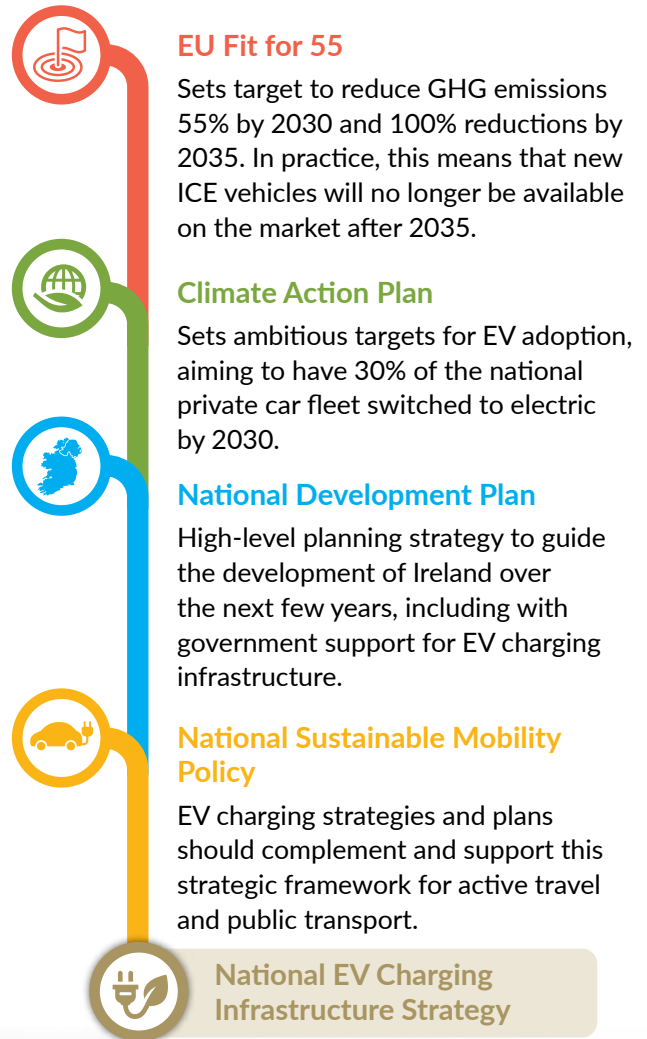 EU Fit for 55
Sets target to reduce GHG emissions
55% by 2030 and 100% reductions by
2035. In practice, this means that new
ICE vehicles will no longer be available
on the market after 2035.
Climate Action Plan
Sets ambitious targets for EV adoption,
aiming to have 30% of the national
private car fleet switched to electric
by 2030.
National Development Plan
High-level planning strategy to guide
the development of Ireland over
the next few years, including with
government support for EV charging
infrastructure.
National Sustainable Mobility
Policy
EV charging strategies and plans
should complement and support this
strategic framework for active travel
and public transport.
National EV Charging
Infrastructure Strategy